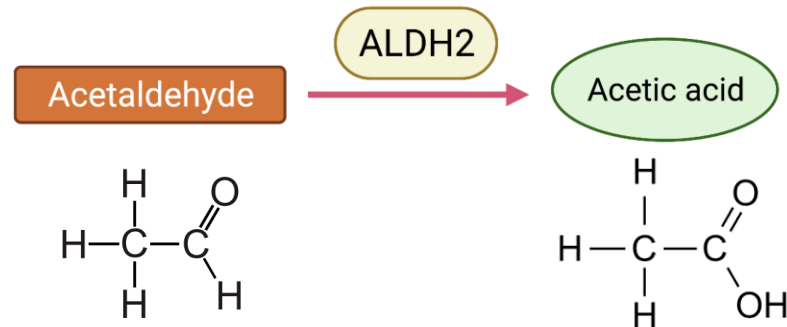 ALDH2
Acetaldehyde
Acetic acid
H O
H C C
H H
H O
H C C
H OH